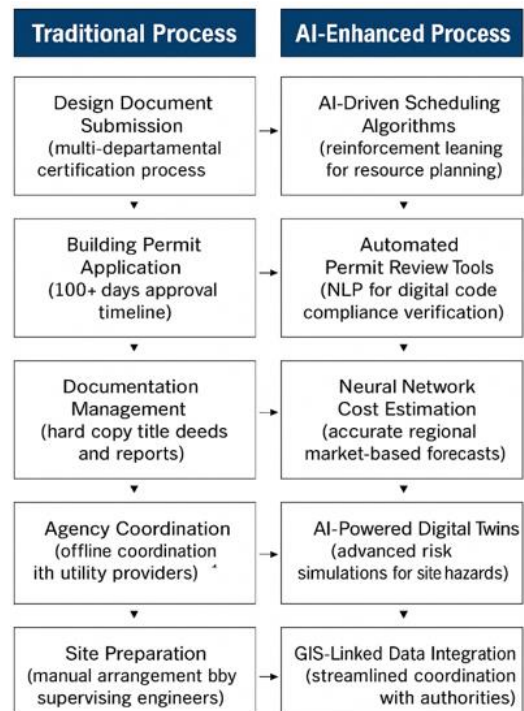 Traditional Process
AI-Enhanced Process
Design Document
Submission
(multi-departamental
certification process
AI-Driven Scheduling
Algorithms
(reinforcement leaning
for resource planning)
Building Permit
Application
(100+ days approval
timeline)
Automated
Permit Review Tools
(NLP for digital code
compliance verification)
Documentation
Management
(hard copy title deeds
and reports)
Neural Network
Cost Estimation
(accurate regional
market-based forecasts)
Agency Coordination
(offline coordination
ith utility providers)
AI-Powered Digital Twins
(advanced risk
simulations for site hazards)
Site Preparation
(manual arrangement bby
supervising engineers)
GIS-Linked Data Integration
(streamlined coordination
with authorities)